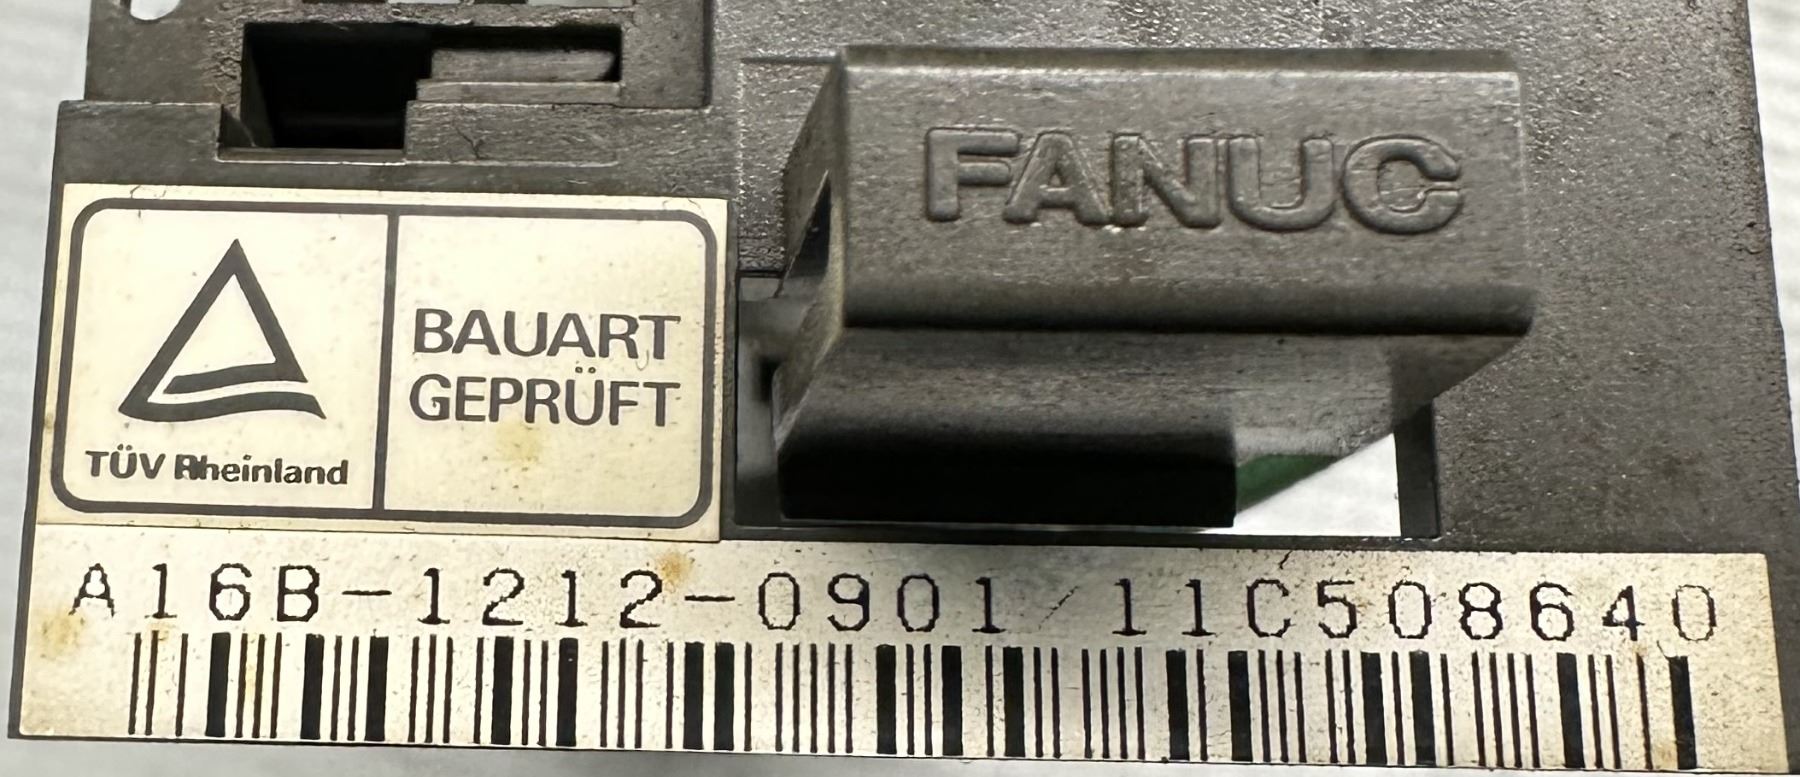 FANUC
BAUART
GEPRÜFT
TÜV Rheinland
A16B-1212-0901/11C508640